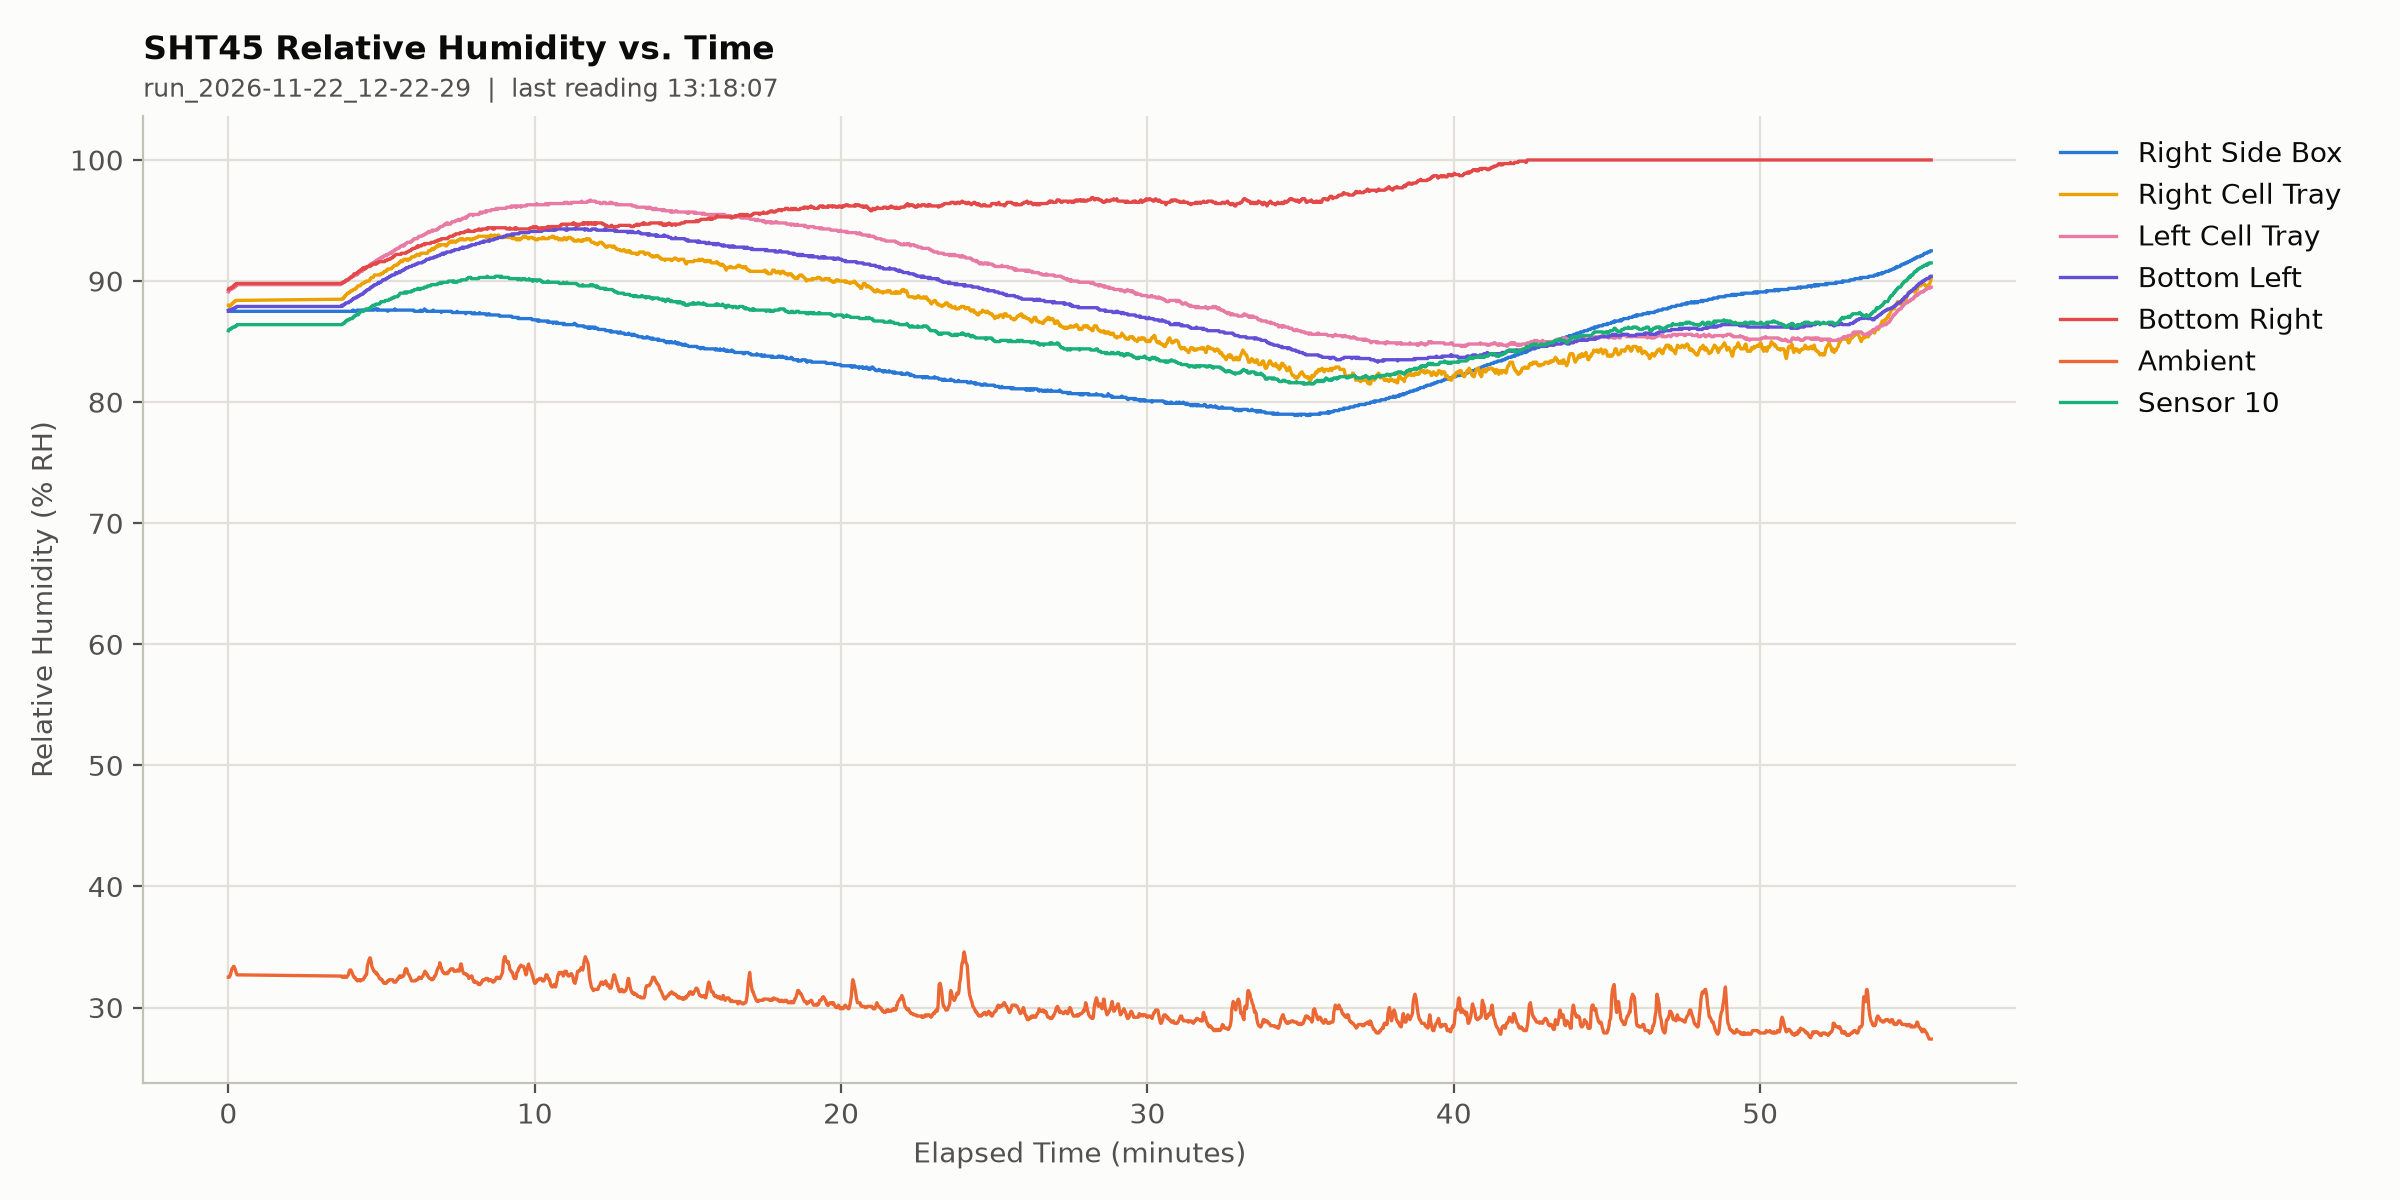 SHT45 Relative Humidity vs. Time
run_2026-11-22_12-22-29 | last reading 13:18:07
Relative Humidity (% RH)
100
90
80
70
60
50
40
30
0
10
20
30
40
50
Elapsed Time (minutes)
Right Side Box
Right Cell Tray
Left Cell Tray
Bottom Left
Bottom Right
Ambient
Sensor 10